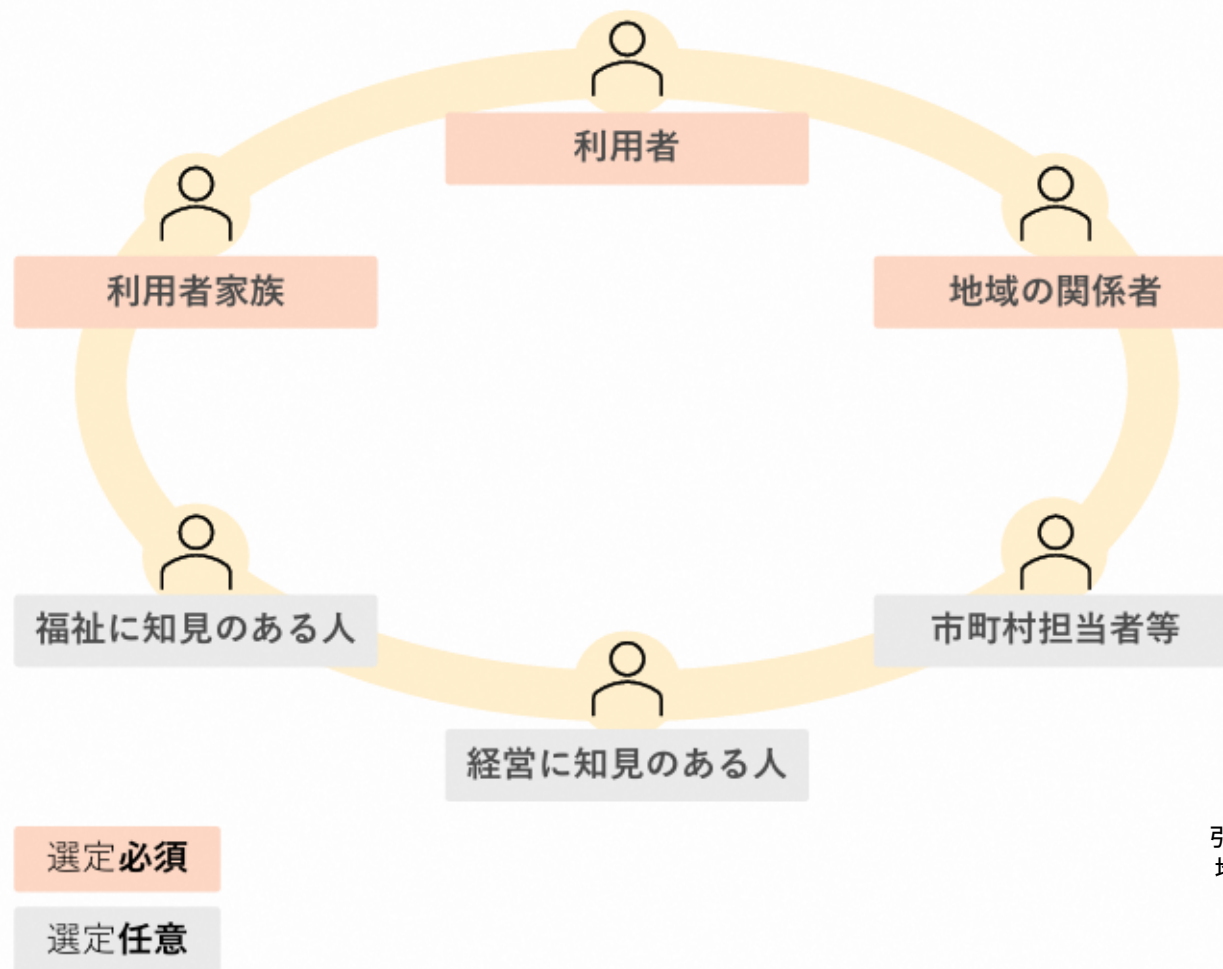 利用者
利用者家族
地域の関係者
福祉に知見のある人
市町村担当者等
経営に知見のある人
選定必須
選定任意
引